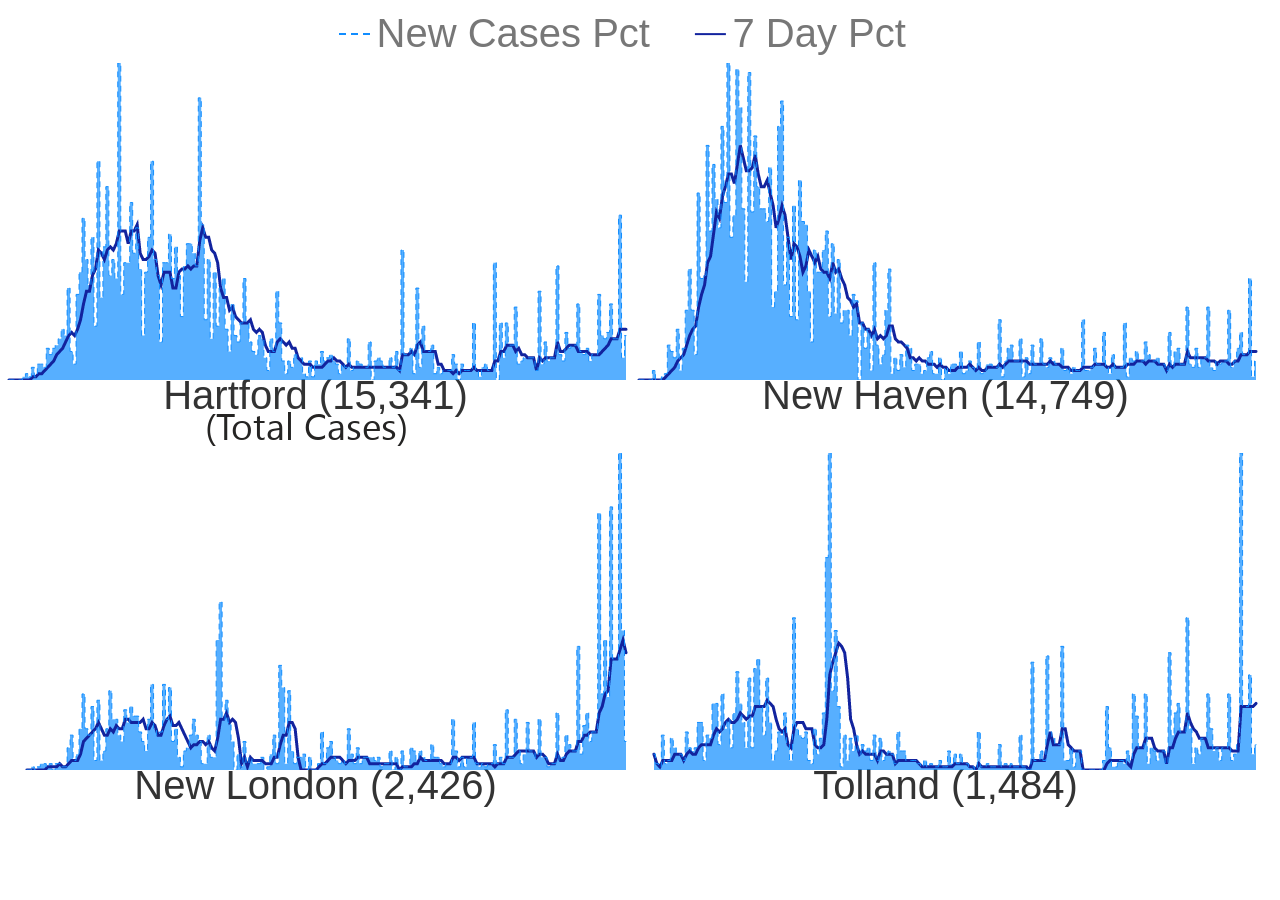 New Cases Pct 7 Day Pct
Hartford (15,341) New Haven (14,749)
(Total Cases)
New London (2,426) Tolland (1,484)